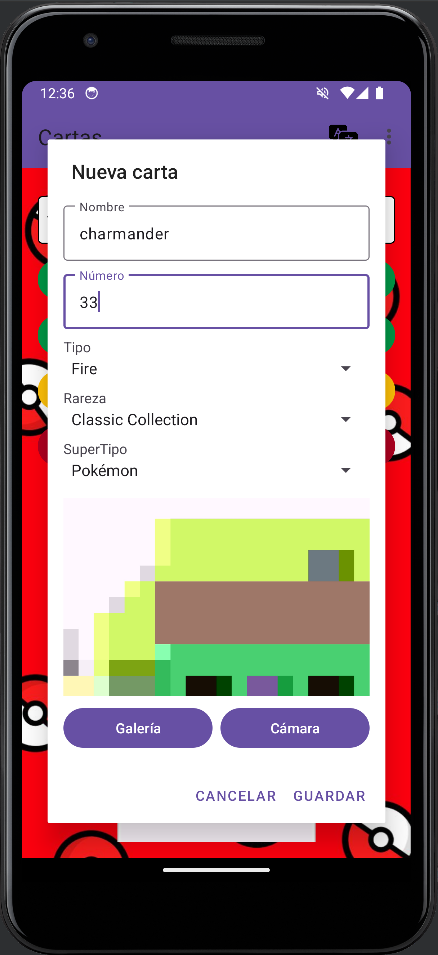 12:36
Cartas
Nueva carta
Nombre
charmander
Número
33
Tipo
Fire
Rareza
Classic Collection
SuperTipo
Pokémon
Galería
Cámara
CANCELAR
GUARDAR